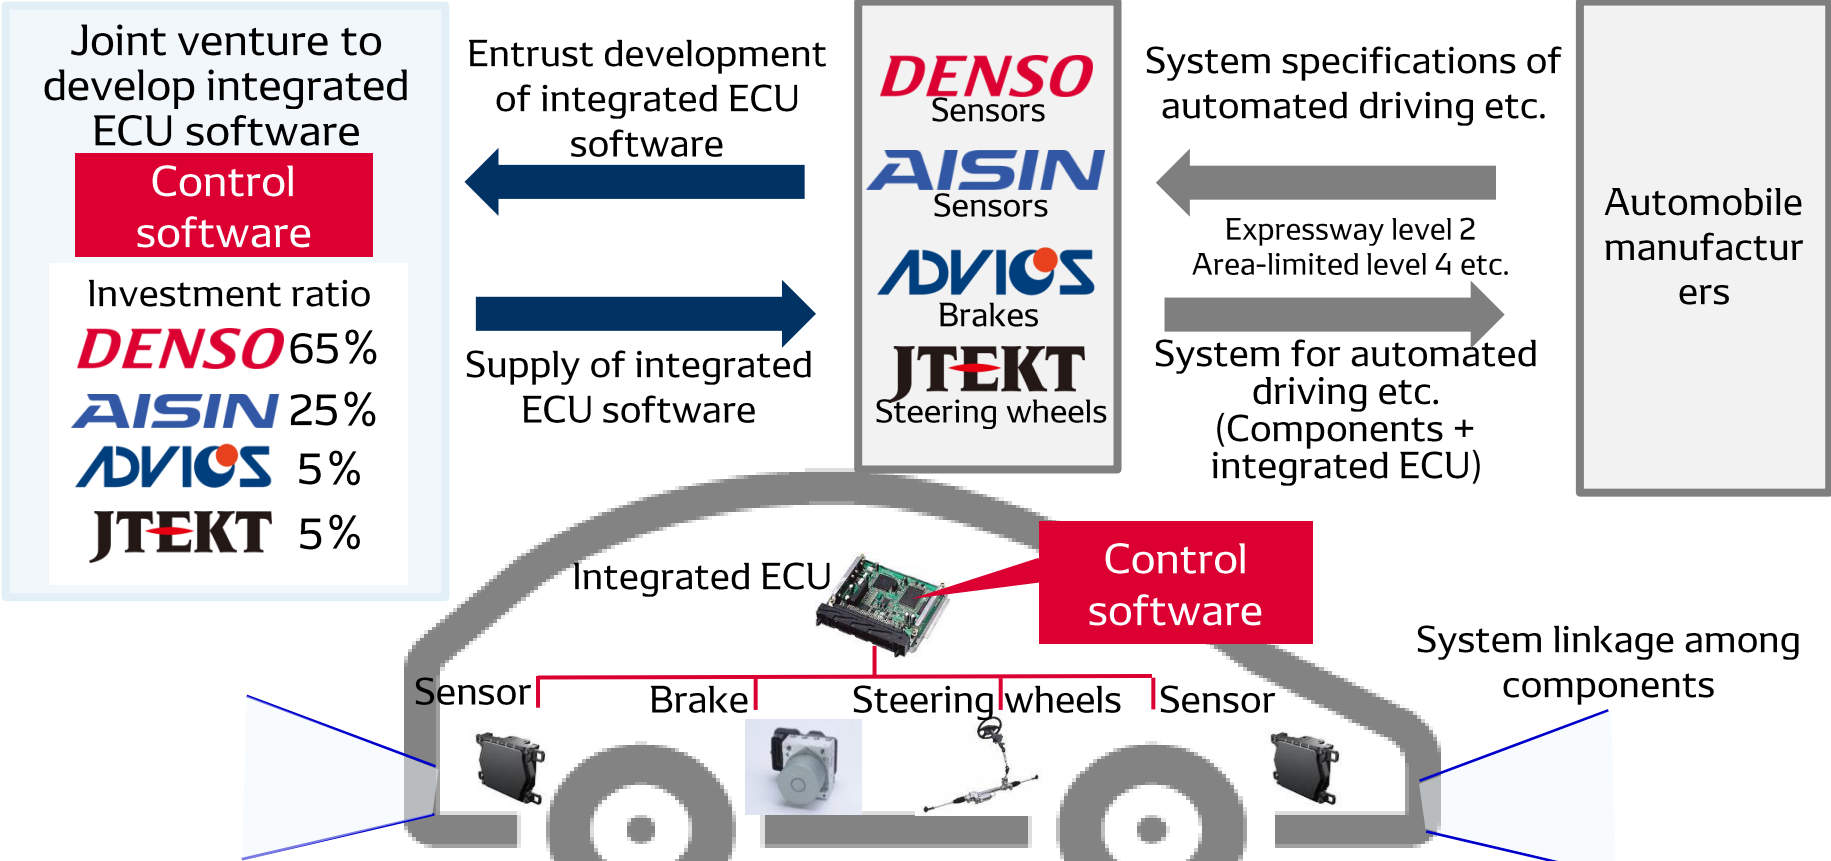 Joint venture to
develop integrated
ECU software
Control
software
Investment ratio
DENSO 65%
AISIN 25%
ADVICS 5%
JTEKT 5%
Entrust development
of integrated ECU
software
Supply of integrated
ECU software
DENSO
Sensors
AISIN
Sensors
ADVICS
Brakes
JTEKT
Steering wheels
System specifications of
automated driving etc.
Expressway level 2
Area-limited level 4 etc.
System for automated
driving etc.
(Components +
integrated ECU)
Automobile
manufactur
ers
Integrated ECU
Control
software
Sensor
Brake
Steering wheels
Sensor
System linkage among
components